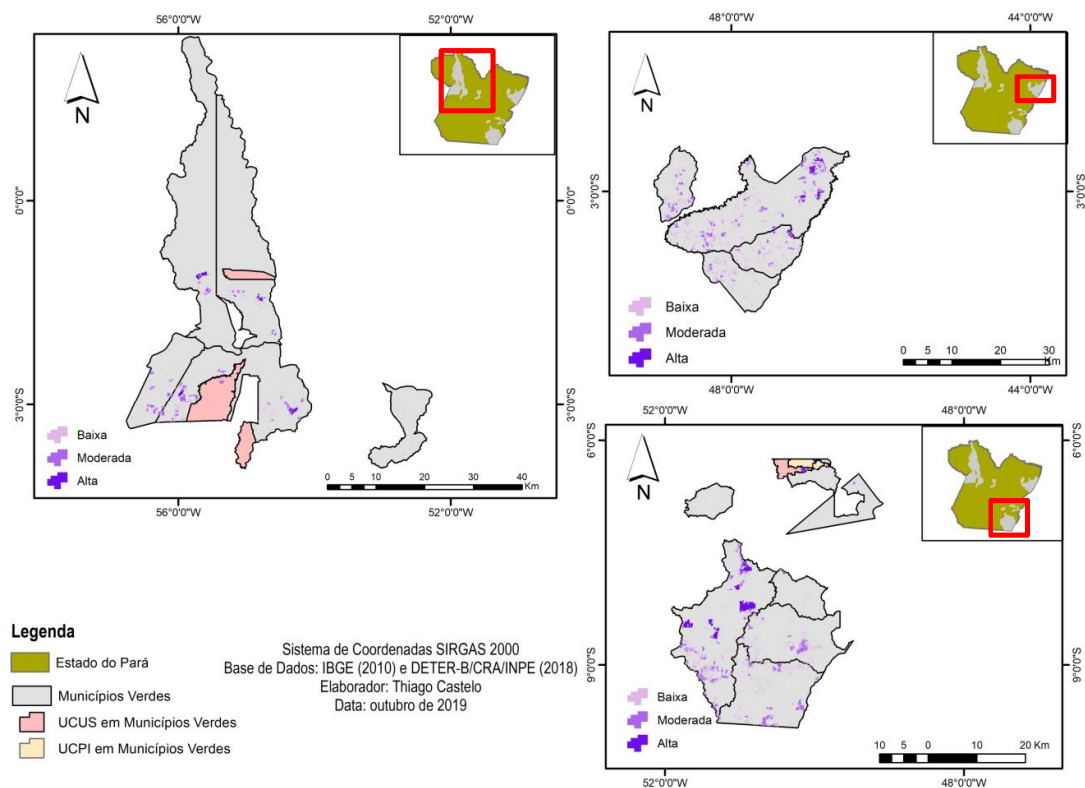 56°0'0"W
52°0'0"W
N
0°0'0"
3°0'0"S
Baixa
Moderada
Alta
0 5 10 20 30 40
Km
56°0'0"W
52°0'0"W
48°0'0"W
44°0'0"W
N
3°0'0"S
3°0'0"S
Baixa
Moderada
Alta
0 5 10 20 30
Km
48°0'0"W
44°0'0"W
52°0'0"W
48°0'0"W
N
6°0'0"S
6°0'0"S
9°0'0"S
9°0'0"S
Baixa
Moderada
Alta
10 5 0 10 20 Km
52°0'0"W
48°0'0"W
Legenda
Estado do Pará
Municípios Verdes
UCUS em Municípios Verdes
UCPI em Municípios Verdes
Sistema de Coordenadas SIRGAS 2000
Base de Dados: IBGE (2010) e DETER-B/CRA/INPE (2018)
Elaborador: Thiago Castelo
Data: outubro de 2019